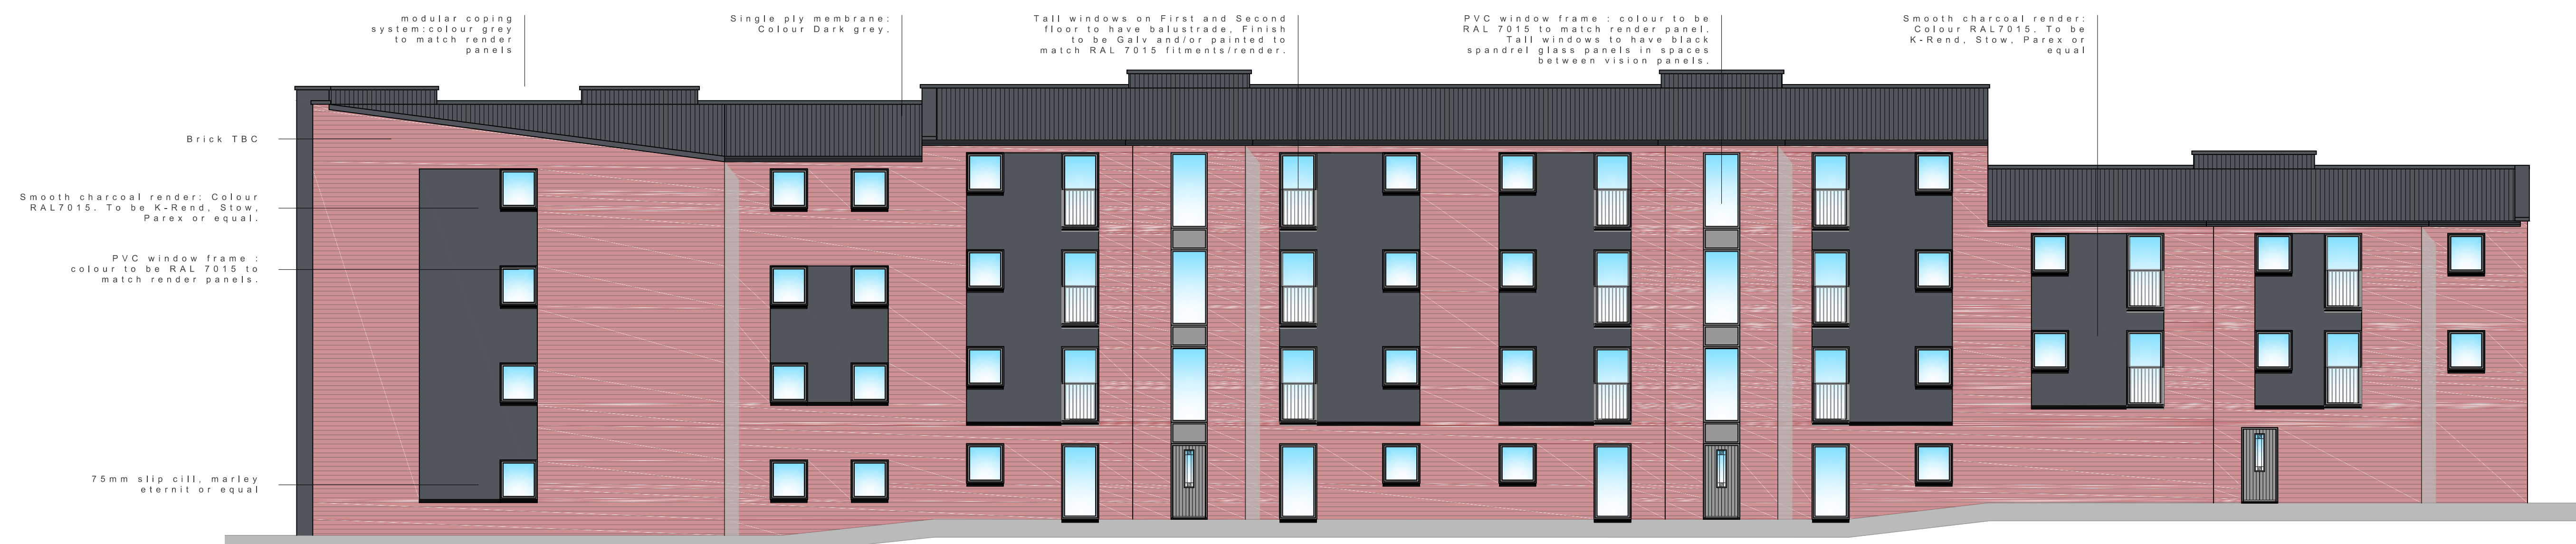 modular coping
system:colour grey
to match render
panels
Single ply membrane:
Colour Dark grey.
Tall windows on First and Second
floor to have balustrade, Finish
to be Galv and/or painted to
match RAL 7015 fitments/render.
PVC window frame : colour to be
RAL 7015 to match render panel.
Tall windows to have black
spandrel glass panels in spaces
between vision panels.
Smooth charcoal render:
Colour RAL7015. To be
K-Rend, Stow, Parex or
equal
Brick TBC
Smooth charcoal render: Colour
RAL7015. To be K-Rend, Stow,
Parex or equal.
PVC window frame :
colour to be RAL 7015 to
match render panels.
75mm slip cill, marley
eternit or equal